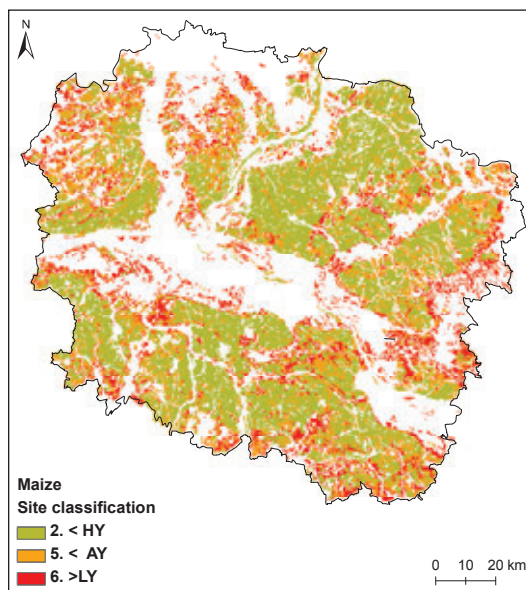 N
Maize
Site classification
2. < HY
5. < AY
6. >LY
0 10 20 km